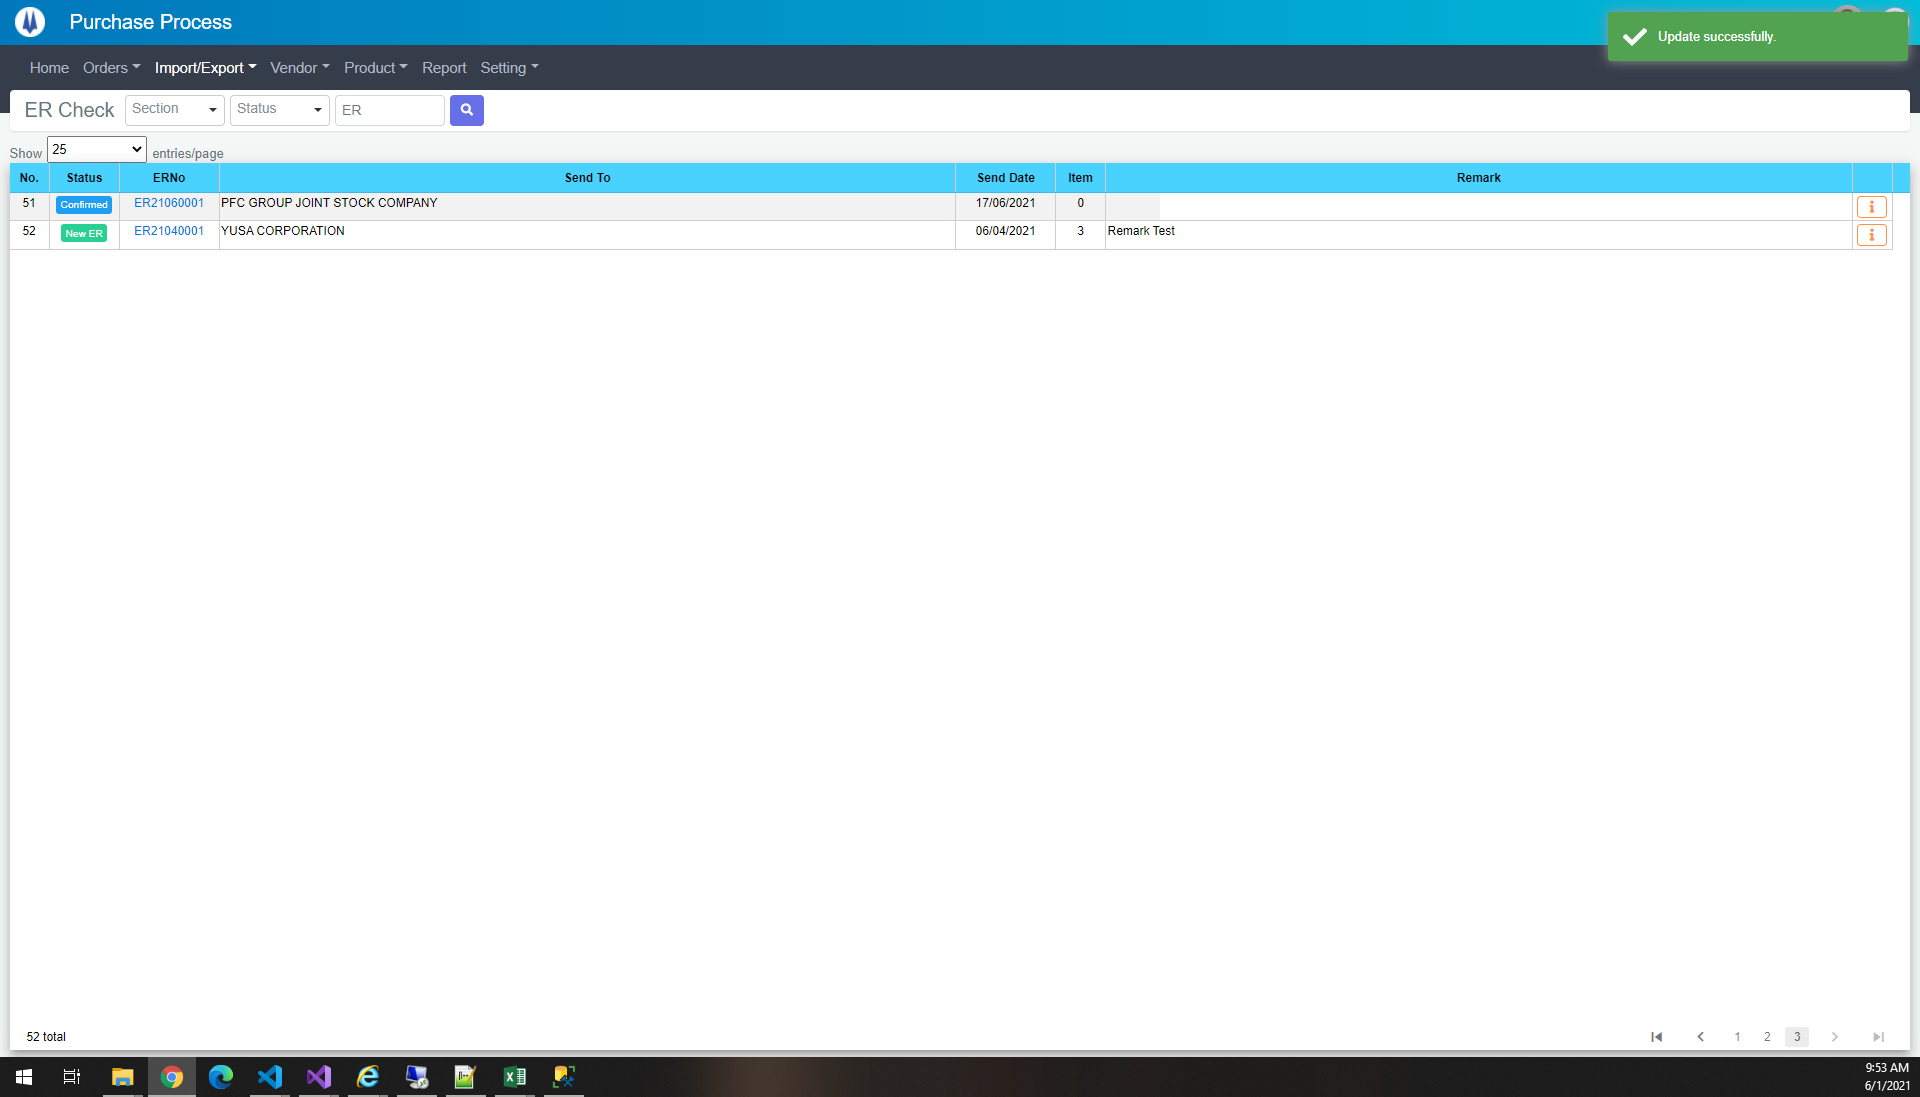 Purchase Process
Update successfully.
Home Orders Import/Export Vendor Product Report Setting
ER Check Section Status ER
Show 25 entries/page
No. Status ERNo Send To Send Date Item Remark
51 Confirmed ER21060001 PFC GROUP JOINT STOCK COMPANY 17/06/2021 0
52 New ER ER21040001 YUSA CORPORATION 06/04/2021 3 Remark Test
52 total
1 2 3
9:53 AM
6/1/2021